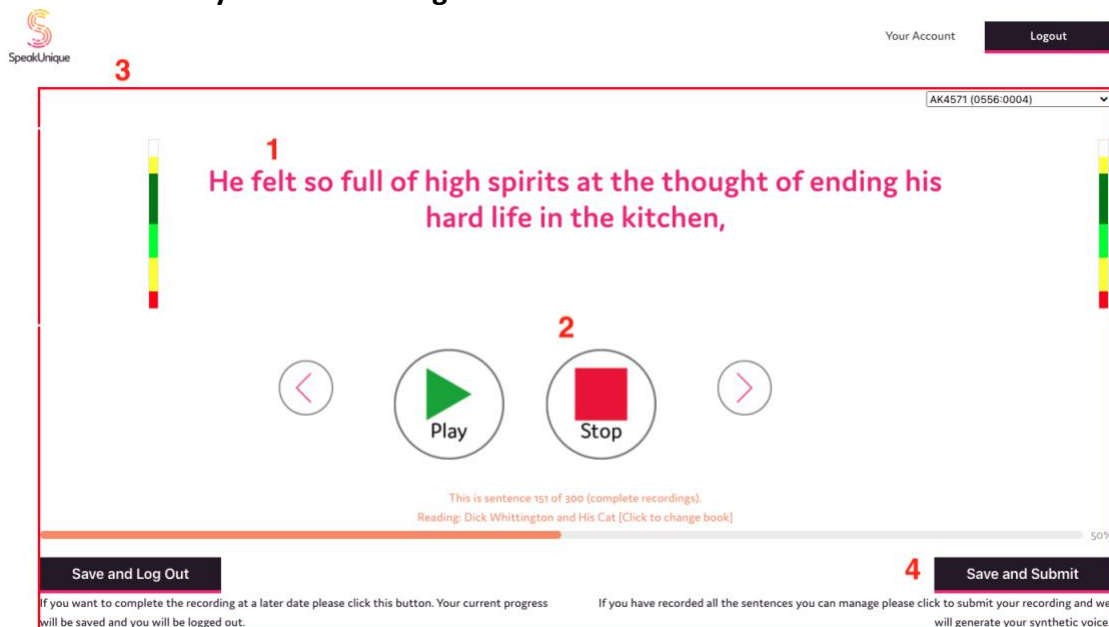 SpeakUnique
Your Account
Logout
3
AK4571 (0556:0004)
1
He felt so full of high spirits at the thought of ending his
hard life in the kitchen,
2
Play
Stop
This is sentence 151 of 300 (complete recordings).
Reading: Dick Whittington and His Cat [Click to change book]
50%
Save and Log Out
4
Save and Submit
If you want to complete the recording at a later date please click this button. Your current progress
will be saved and you will be logged out.
If you have recorded all the sentences you can manage please click to submit your recording and we
will generate your synthetic voice